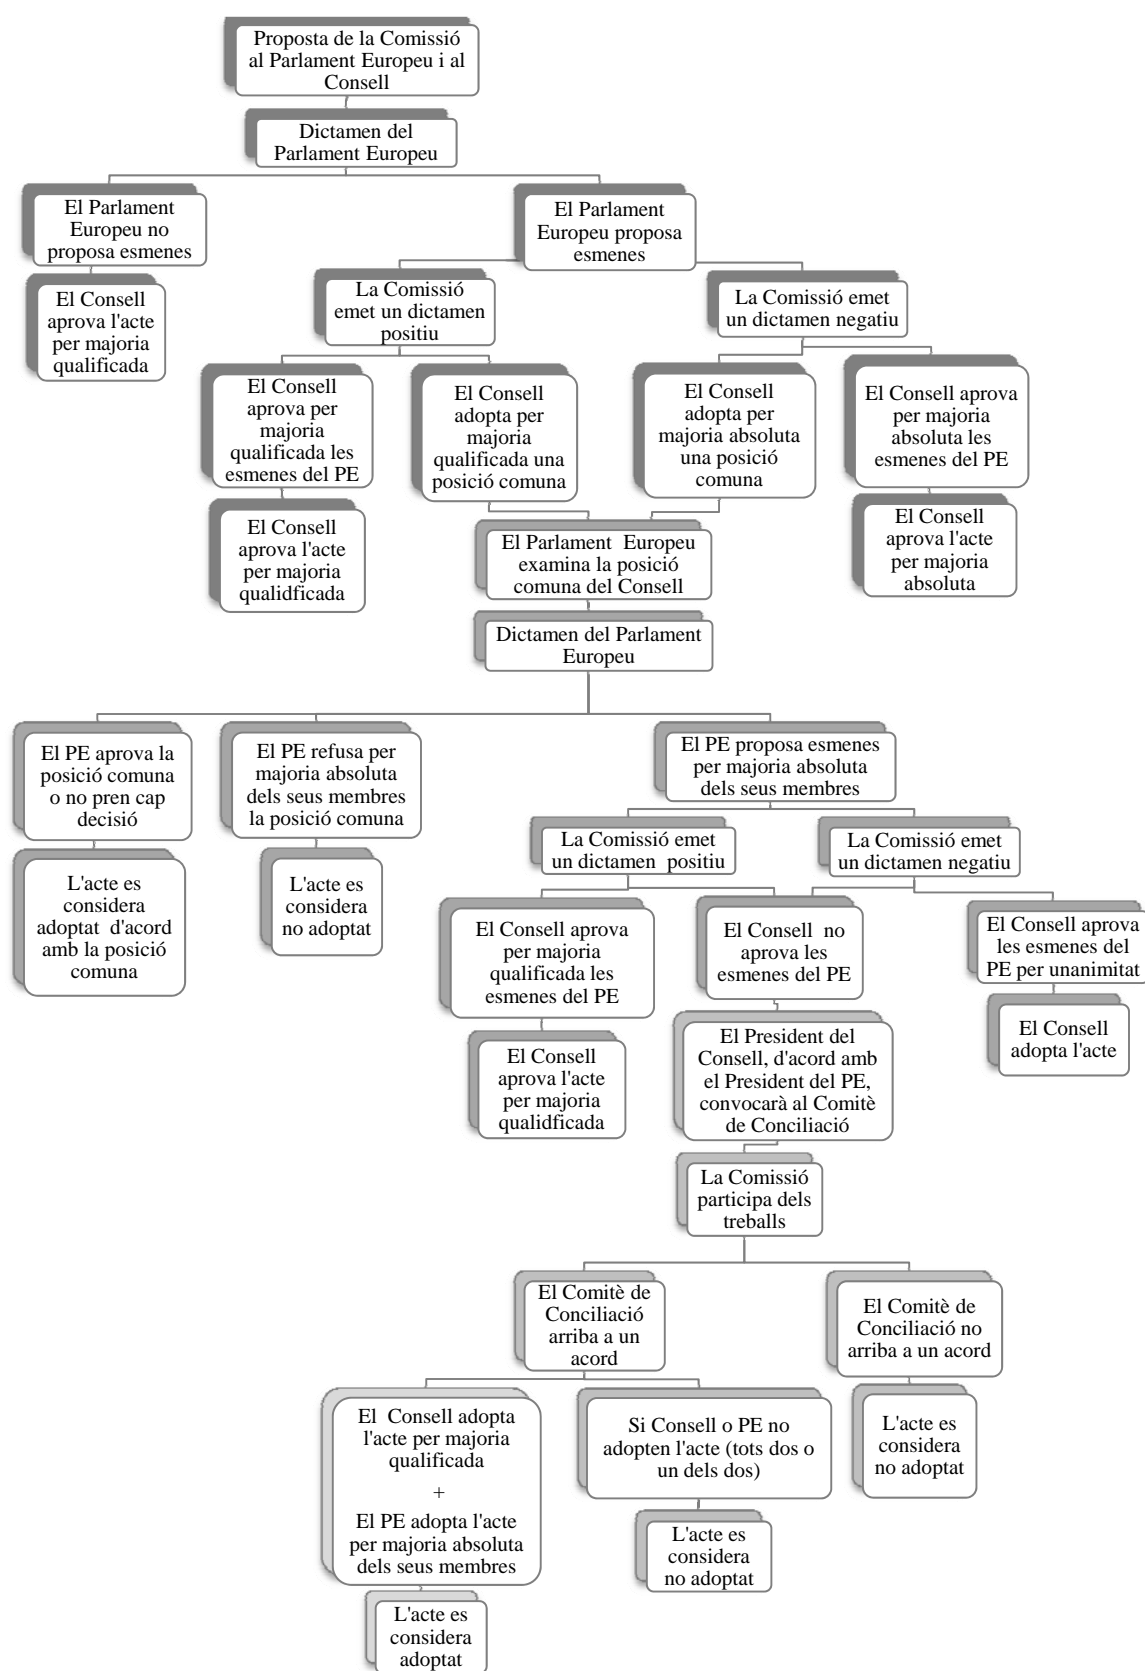 Proposta de la Comissió
al Parlament Europeu i al
Consell
Dictamen del
Parlament Europeu
El Parlament
Europeu no
proposa esmenes
El Parlament
Europeu proposa
esmenes
El Consell
aprova l'acte
per majoria
qualificada
La Comissió
emet un dictamen
positiu
La Comissió emet
un dictamen negatiu
El Consell
aprova per
majoria
qualificada les
esmenes del PE
El Consell
adopta per
majoria
qualificada una
posició comuna
El Consell
adopta per
majoria absoluta
una posició
comuna
El Consell aprova
per majoria
absoluta les
esmenes del PE
El Consell
aprova l'acte
per majoria
qualidficada
El Parlament  Europeu
examina la posició
comuna del Consell
El Consell
aprova l'acte
per majoria
absoluta
Dictamen del Parlament
Europeu
El PE aprova la
posició comuna
o no pren cap
decisió
El PE refusa per
majoria absoluta
dels seus membres
la posició comuna
El PE proposa esmenes
per majoria absoluta
dels seus membres
L'acte es
considera
adoptat  d'acord
amb la posició
comuna
L'acte es
considera
no adoptat
La Comissió emet
un dictamen  positiu
La Comissió emet
un dictamen negatiu
El Consell aprova
per majoria
qualificada les
esmenes del PE
El Consell  no
aprova les
esmenes del PE
El Consell aprova
les esmenes del
PE per unanimitat
El Consell
aprova l'acte
per majoria
qualidficada
El President del
Consell, d'acord amb
el President del PE,
convocarà al Comitè
de Conciliació
El Consell
adopta l'acte
La Comissió
participa dels
treballs
El Comitè de
Conciliació
arriba a un
acord
El Comitè de
Conciliació no
arriba a un acord
El  Consell adopta
l'acte per majoria
qualificada
+
El PE adopta l'acte
per majoria absoluta
dels seus membres
Si Consell o PE no
adopten l'acte (tots dos o
un dels dos)
L'acte es
considera
no adoptat
L'acte es
considera
no adoptat
L'acte es
considera
adoptat